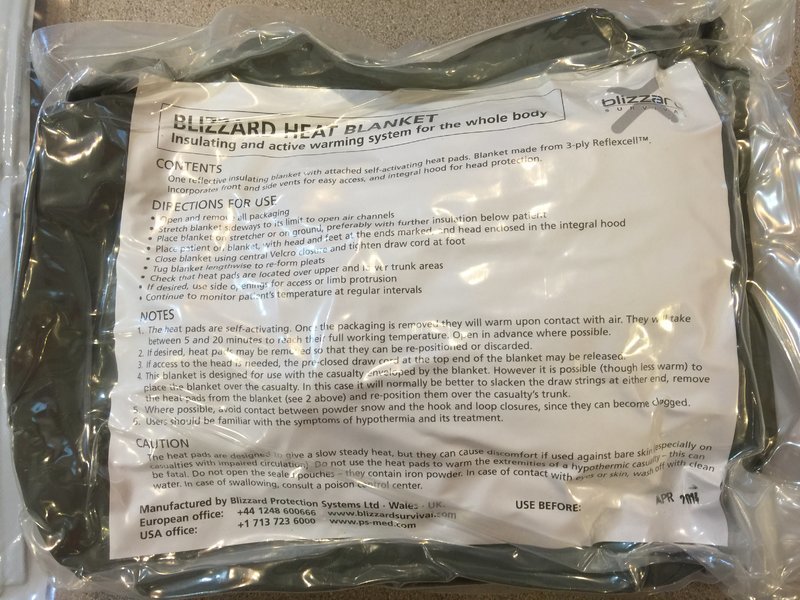 blizzard
SURVIVAL
BLIZZARD HEAT BLANKET
Insulating and active warming system for the whole body
CONTENTS
One reflective insulating blanket with attached self-activating heat pads. Blanket made from 3-ply Reflexcell™.
Incorporates front and side vents for easy access, and integral hood for head protection.
DIRECTIONS FOR USE
• Open and remove all packaging
• Stretch blanket sideways to its limit to open air channels
• Place blanket on stretcher or on ground, preferably with further insulation below patient
• Place patient on blanket, with head and feet at the ends marked, and head enclosed in the integral hood
• Close blanket using central Velcro closure and tighten draw cord at foot
• Tug blanket lengthwise to re-form pleats
• Check that heat pads are located over upper and lower trunk areas
• If desired, use side openings for access or limb protrusion
• Continue to monitor patient's temperature at regular intervals
NOTES
1. The heat pads are self-activating. Once the packaging is removed they will warm upon contact with air. They will take
between 5 and 20 minutes to reach their full working temperature. Open in advance where possible.
2. If desired, heat pads may be removed so that they can be re-positioned or discarded.
3. If access to the head is needed, the pre-closed draw cord at the top end of the blanket may be released.
4. This blanket is designed for use with the casualty enveloped by the blanket. However it is possible (though less warm) to
place the blanket over the casualty. In this case it will normally be better to slacken the draw strings at either end, remove
the heat pads from the blanket (see 2 above) and re-position them over the casualty's trunk.
5. Where possible, avoid contact between powder snow and the hook and loop closures, since they can become clogged.
6. Users should be familiar with the symptoms of hypothermia and its treatment.
CAUTION
The heat pads are designed to give a slow steady heat, but they can cause discomfort if used against bare skin (especially on
casualties with impaired circulation). Do not use the heat pads to warm the extremities of a hypothermic casualty – this can
be fatal. Do not open the sealed pouches – they contain iron powder. In case of contact with eyes or skin, wash off with clean
water. In case of swallowing, consult a poison control center.
Manufactured by Blizzard Protection Systems Ltd - Wales - UK.
European office: +44 1248 600666 www.blizzardsurvival.com
USA office: +1 713 723 6000 www.ps-med.com
USE BEFORE: APR